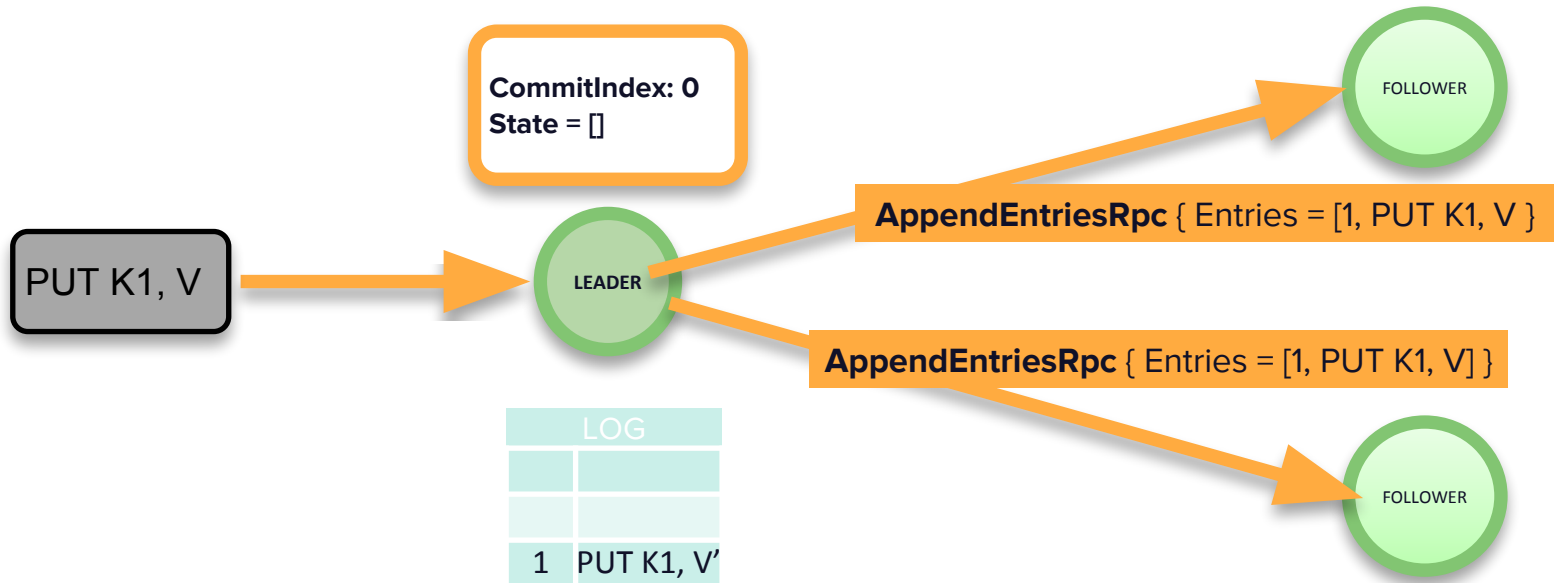 CommitIndex: 0
State = []
FOLLOWER
AppendEntriesRpc { Entries = [1, PUT K1, V }
PUT K1, V
LEADER
AppendEntriesRpc { Entries = [1, PUT K1, V] }
LOG
1 PUT K1, V’
FOLLOWER